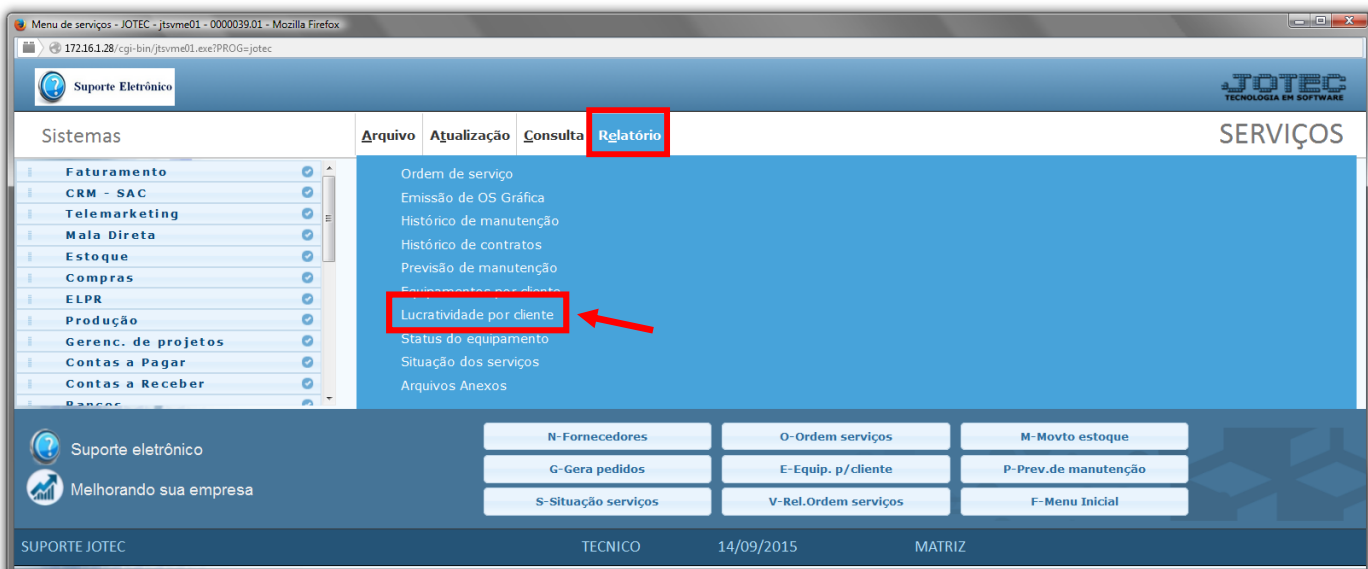 Menu de serviços - JOTEC - jtsvme01 - 0000039.01 - Mozilla Firefox
172.16.1.28/cgi-bin/jtsvme01.exe?PROG=jotec
Suporte Eletrônico
JOTEC
TECNOLOGIA EM SOFTWARE
Sistemas
Arquivo Atualização Consulta Relatório
SERVIÇOS
Faturamento
CRM - SAC
Telemarketing
Mala Direta
Estoque
Compras
ELPR
Produção
Gerenc. de projetos
Contas a Pagar
Contas a Receber
Bancos
Ordem de serviço
Emissão de OS Gráfica
Histórico de manutenção
Histórico de contratos
Previsão de manutenção
Equipamentos por cliente
Lucratividade por cliente
Status do equipamento
Situação dos serviços
Arquivos Anexos
Suporte eletrônico
Melhorando sua empresa
N-Fornecedores O-Ordem serviços M-Movto estoque
G-Gera pedidos E-Equip. p/cliente P-Prev.de manutenção
S-Situação serviços V-Rel.Ordem serviços F-Menu Inicial
SUPORTE JOTEC TECNICO 14/09/2015 MATRIZ